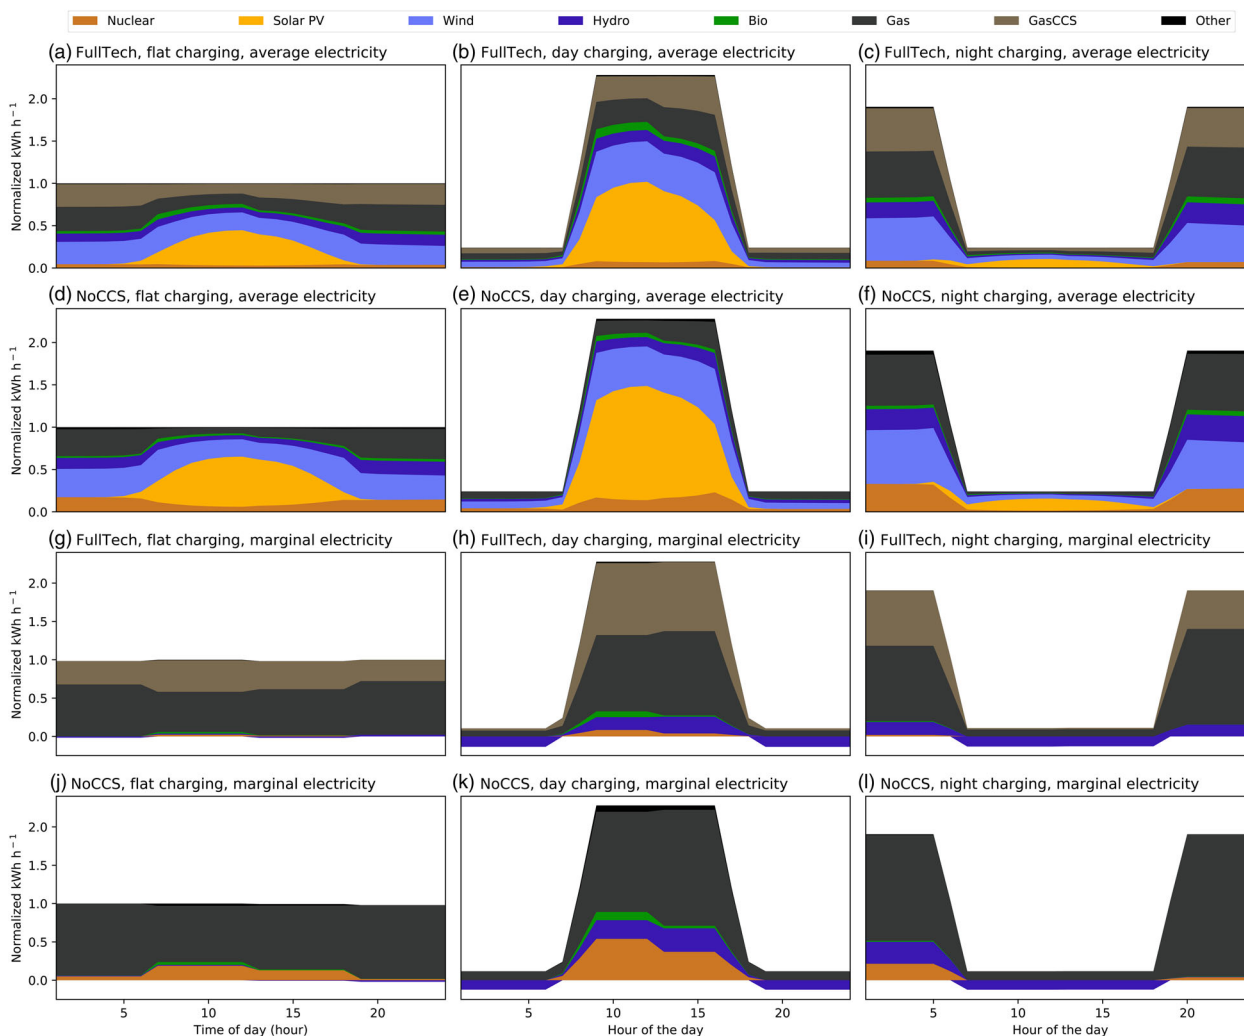 Nuclear Solar PV Wind Hydro Bio Gas GasCCS Other
(a) FullTech, flat charging, average electricity
(b) FullTech, day charging, average electricity
(c) FullTech, night charging, average electricity
Normalized kWh h⁻¹
2.0
1.5
1.0
0.5
0.0
(d) NoCCS, flat charging, average electricity
(e) NoCCS, day charging, average electricity
(f) NoCCS, night charging, average electricity
Normalized kWh h⁻¹
2.0
1.5
1.0
0.5
0.0
(g) FullTech, flat charging, marginal electricity
(h) FullTech, day charging, marginal electricity
(i) FullTech, night charging, marginal electricity
Normalized kWh h⁻¹
2.0
1.5
1.0
0.5
0.0
(j) NoCCS, flat charging, marginal electricity
(k) NoCCS, day charging, marginal electricity
(l) NoCCS, night charging, marginal electricity
Normalized kWh h⁻¹
2.0
1.5
1.0
0.5
0.0
5 10 15 20
Time of day (hour)
5 10 15 20
Hour of the day
5 10 15 20
Hour of the day